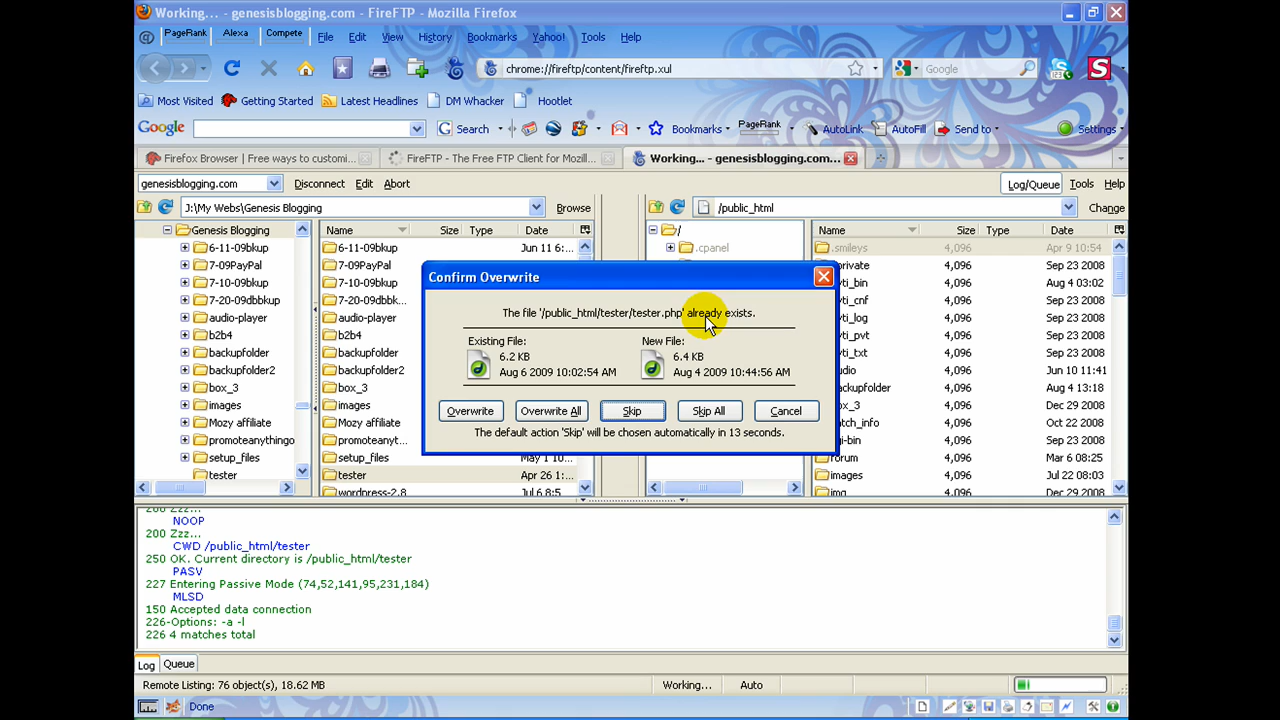 Working... - genesisblogging.com - FireFTP - Mozilla Firefox
PageRank Alexa Compete File Edit View History Bookmarks Yahoo! Tools Help
chrome://fireftp/content/fireftp.xul Google
Most Visited Getting Started Latest Headlines DM Whacker Hootlet
Google Search Bookmarks PageRank AutoLink AutoFill Send to Settings
Firefox Browser | Free ways to customi... FireFTP - The Free FTP Client for Mozill... Working... - genesisblogging.com...
genesisblogging.com Disconnect Edit Abort Log/Queue Tools Help
J:\My Webs\Genesis Blogging Browse /public_html Change
Genesis Blogging Name Size Type Date / Name Size Type Date
6-11-09bkup 6-11-09bkup Jun 11 6:... .cpanel .smileys 4,096 Apr 9 10:54
7-09PayPal 7-09PayPal rivate 4,096 Sep 23 2008
7-10-09bkup 7-10-09bkup yti_bin 4,096 Aug 4 03:02
7-20-09dbbkup 7-20-09dbbk... yti_cnf 4,096 Sep 23 2008
audio-player audio-player yti_log 4,096 Sep 23 2008
b2b4 b2b4 yti_pvt 4,096 Sep 23 2008
backupfolder backupfolder yti_txt 4,096 Sep 23 2008
backupfolder2 backupfolder2 udio 4,096 Jun 10 11:41
box_3 box_3 backupfolder 4,096 Aug 4 13:18
images images ox_3 4,096 Dec 29 2008
Mozy affiliate Mozy affiliate atch_info 4,096 Oct 22 2008
promoteanythingo promoteanyt... gi-bin 4,096 Sep 23 2008
setup_files setup_files May 1 10... forum 4,096 Sep 23 2008
tester tester Apr 26 1:... images 4,096 Jul 22 08:03
wordpress-2.8 Jul 6 8:5... img 4,096 Dec 29 2008
Confirm Overwrite
The file '/public_html/tester/tester.php' already exists.
Existing File: New File:
6.2 KB 6.4 KB
Aug 6 2009 10:02:54 AM Aug 4 2009 10:44:56 AM
Overwrite Overwrite All Skip Skip All Cancel
The default action 'Skip' will be chosen automatically in 13 seconds.
200 Zzz...
NOOP
200 Zzz...
CWD /public_html/tester
250 OK. Current directory is /public_html/tester
PASV
227 Entering Passive Mode (74,52,141,95,231,184)
MLSD
150 Accepted data connection
226-Options: -a -l
226 4 matches total
Log Queue
Remote Listing: 76 object(s), 18.62 MB Working... Auto
Done